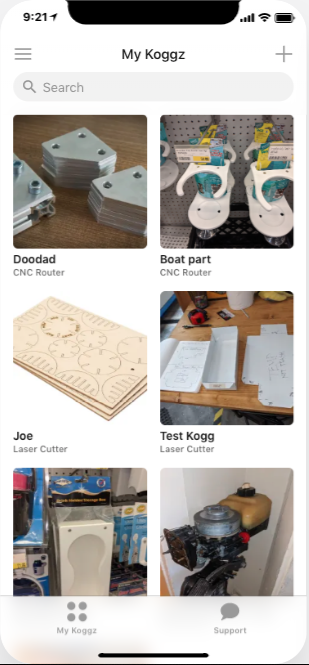 9:21
My Koggz
Search
Doodad
CNC Router
Boat part
CNC Router
Joe
Laser Cutter
Test Kogg
Laser Cutter
My Koggz
Support